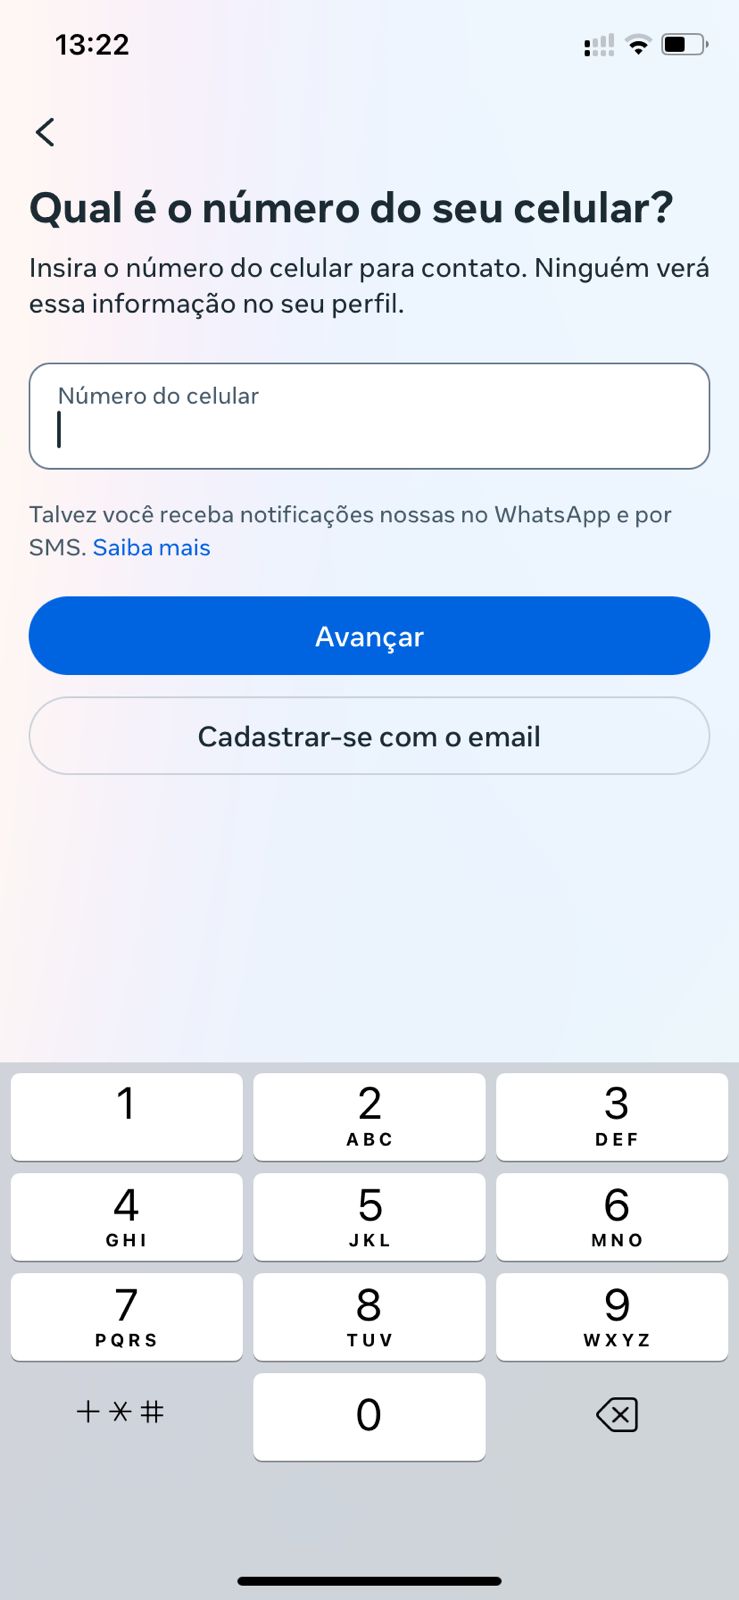 13:22
Qual é o número do seu celular?
Insira o número do celular para contato. Ninguém verá
essa informação no seu perfil.
Número do celular
Talvez você receba notificações nossas no WhatsApp e por
SMS. Saiba mais
Avançar
Cadastrar-se com o email
1 2 3
ABC DEF
4 5 6
GHI JKL MNO
7 8 9
PQRS TUV WXYZ
+*# 0